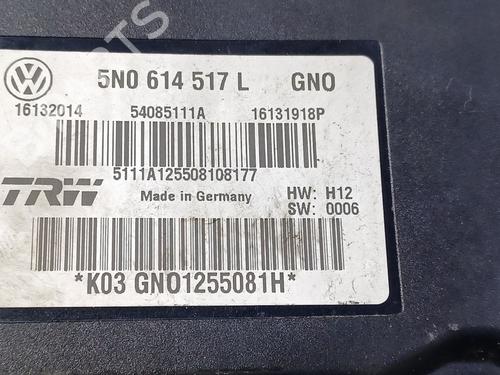 5N0 614 517 L GNO
16132014 54085111A 16131918P
5111A125508108177
TRW Made in Germany HW: H12
SW: 0006
*K03 GNO1255081H*